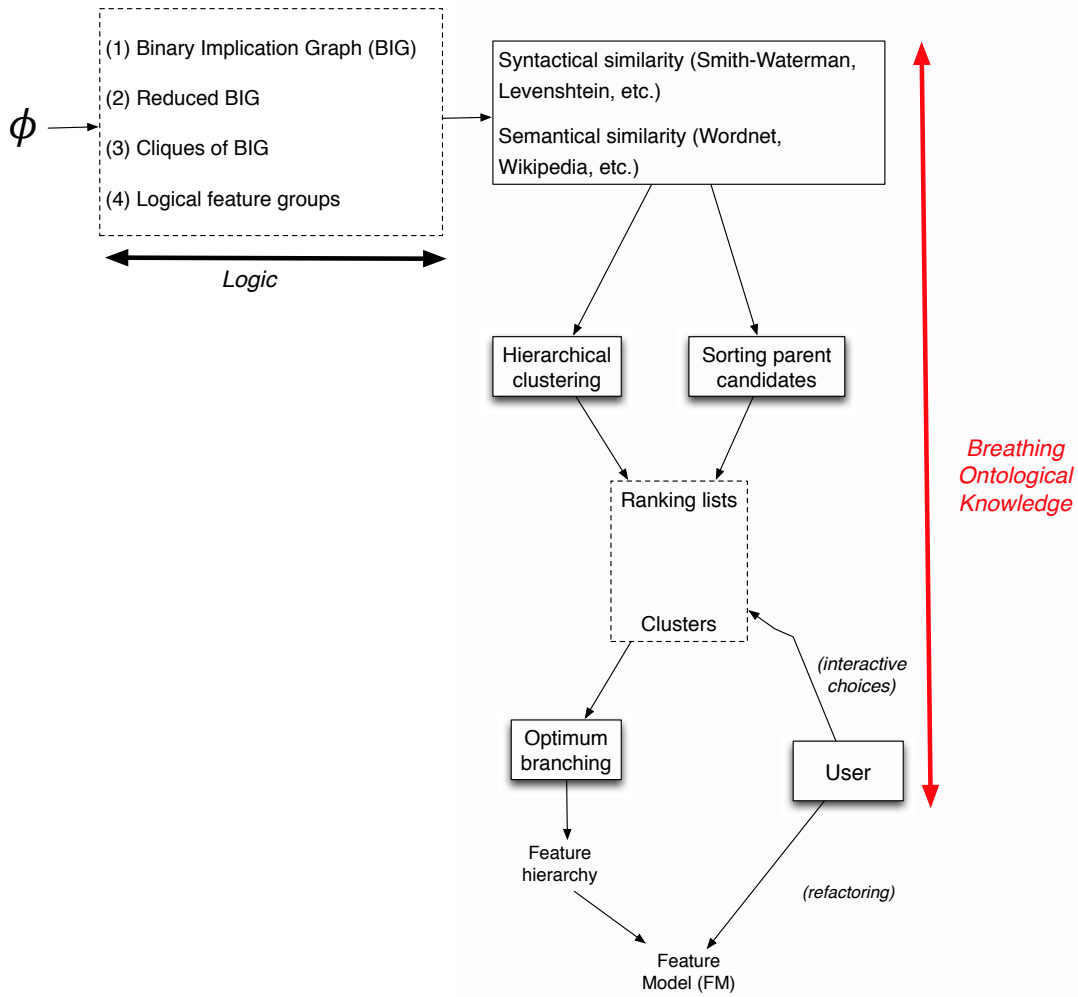 ϕ
(1) Binary Implication Graph (BIG)
(2) Reduced BIG
(3) Cliques of BIG
(4) Logical feature groups
Logic
Syntactical similarity (Smith-Waterman,
Levenshtein, etc.)
Semantical similarity (Wordnet,
Wikipedia, etc.)
Hierarchical
clustering
Sorting parent
candidates
Breathing
Ontological
Knowledge
Ranking lists
Clusters
(interactive
choices)
Optimum
branching
User
Feature
hierarchy
(refactoring)
Feature
Model (FM)